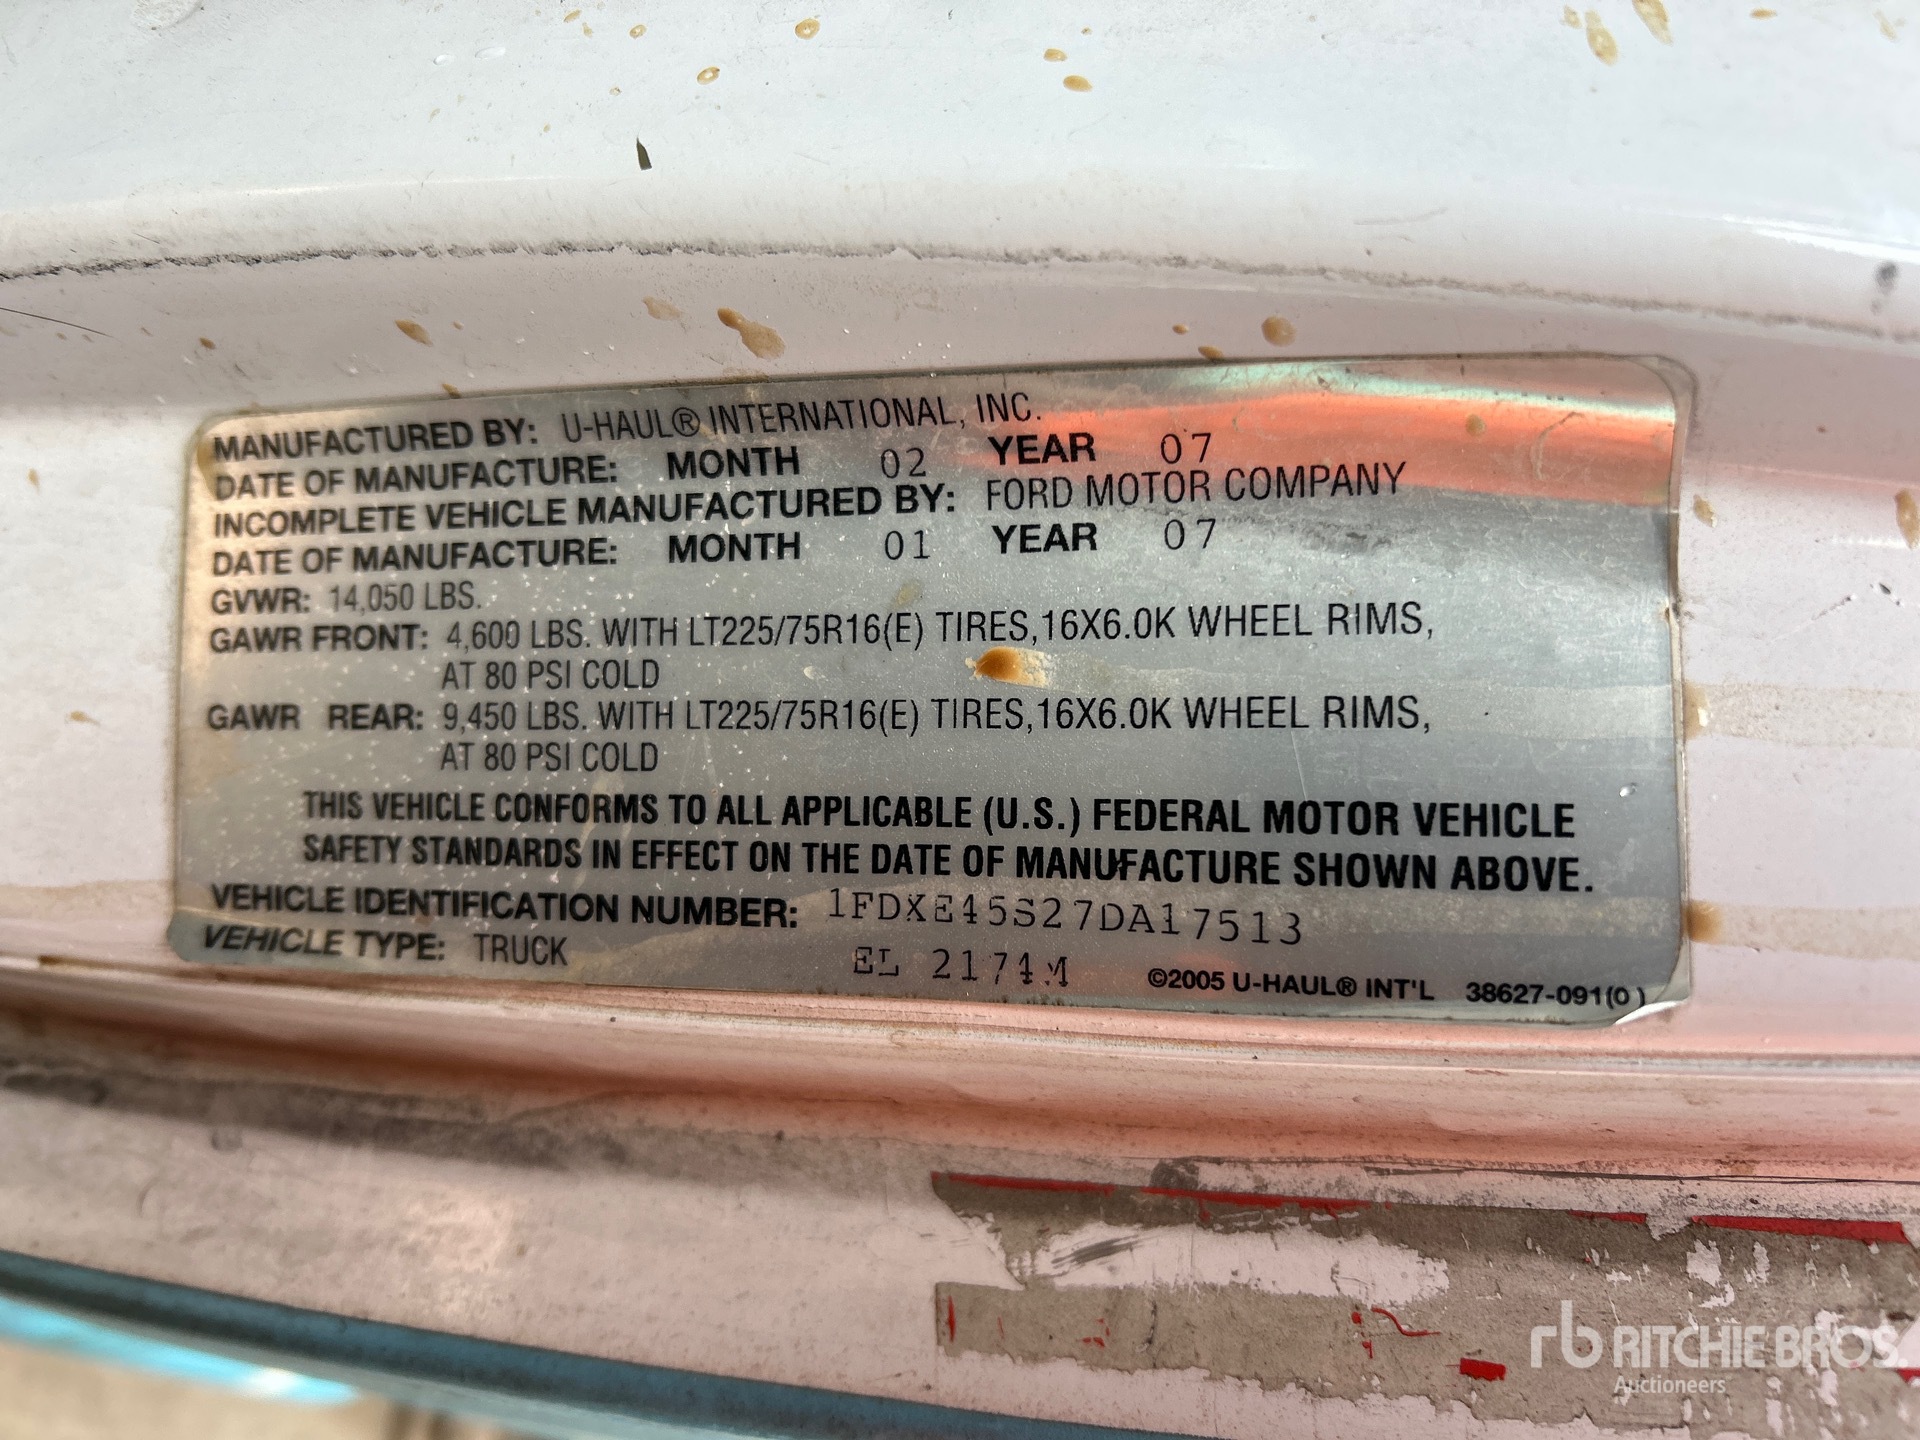 MANUFACTURED BY: U-HAUL® INTERNATIONAL, INC.
DATE OF MANUFACTURE: MONTH 02 YEAR 07
INCOMPLETE VEHICLE MANUFACTURED BY: FORD MOTOR COMPANY
DATE OF MANUFACTURE: MONTH 01 YEAR 07
GVWR: 14,050 LBS.
GAWR FRONT: 4,600 LBS. WITH LT225/75R16(E) TIRES,16X6.0K WHEEL RIMS,
AT 80 PSI COLD
GAWR REAR: 9,450 LBS. WITH LT225/75R16(E) TIRES,16X6.0K WHEEL RIMS,
AT 80 PSI COLD
THIS VEHICLE CONFORMS TO ALL APPLICABLE (U.S.) FEDERAL MOTOR VEHICLE
SAFETY STANDARDS IN EFFECT ON THE DATE OF MANUFACTURE SHOWN ABOVE.
VEHICLE IDENTIFICATION NUMBER: 1FDXE45S27DA17513
VEHICLE TYPE: TRUCK EL 2174M ©2005 U-HAUL® INT'L 38627-091(O)
rb RITCHIE BROS.
Auctioneers